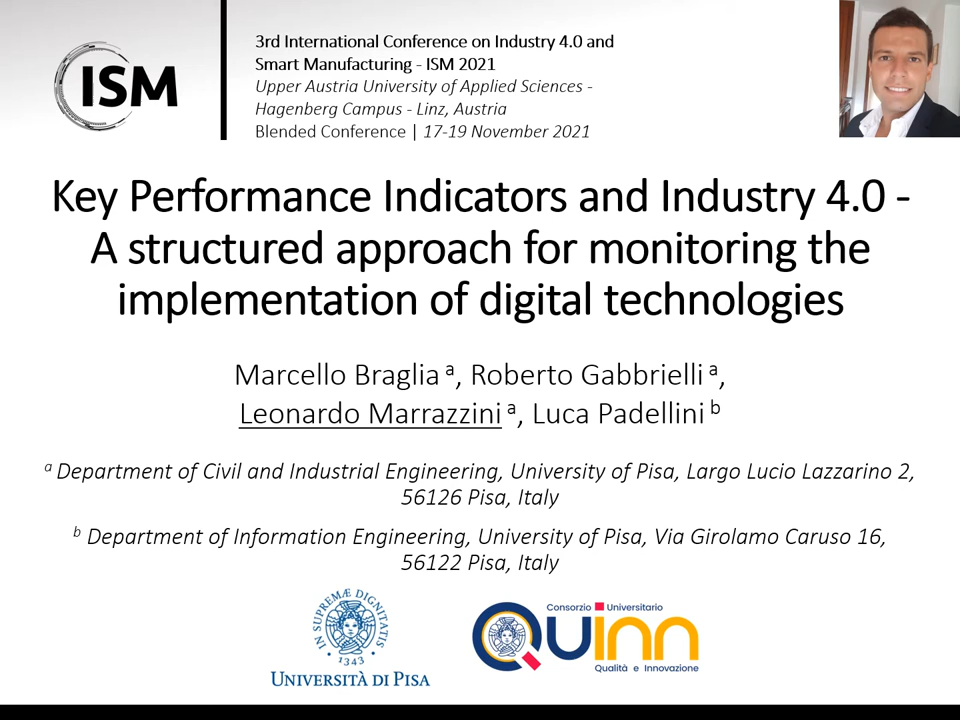 ISM
3rd International Conference on Industry 4.0 and
Smart Manufacturing - ISM 2021
Upper Austria University of Applied Sciences -
Hagenberg Campus - Linz, Austria
Blended Conference | 17-19 November 2021
Key Performance Indicators and Industry 4.0 -
A structured approach for monitoring the
implementation of digital technologies
Marcello Braglia a, Roberto Gabbrielli a,
Leonardo Marrazzini a, Luca Padellini b
a Department of Civil and Industrial Engineering, University of Pisa, Largo Lucio Lazzarino 2,
56126 Pisa, Italy
b Department of Information Engineering, University of Pisa, Via Girolamo Caruso 16,
56122 Pisa, Italy
IN SUPREMÆ DIGNITATIS
1343
UNIVERSITÀ DI PISA
Consorzio Universitario
QUINN
Qualità e Innovazione